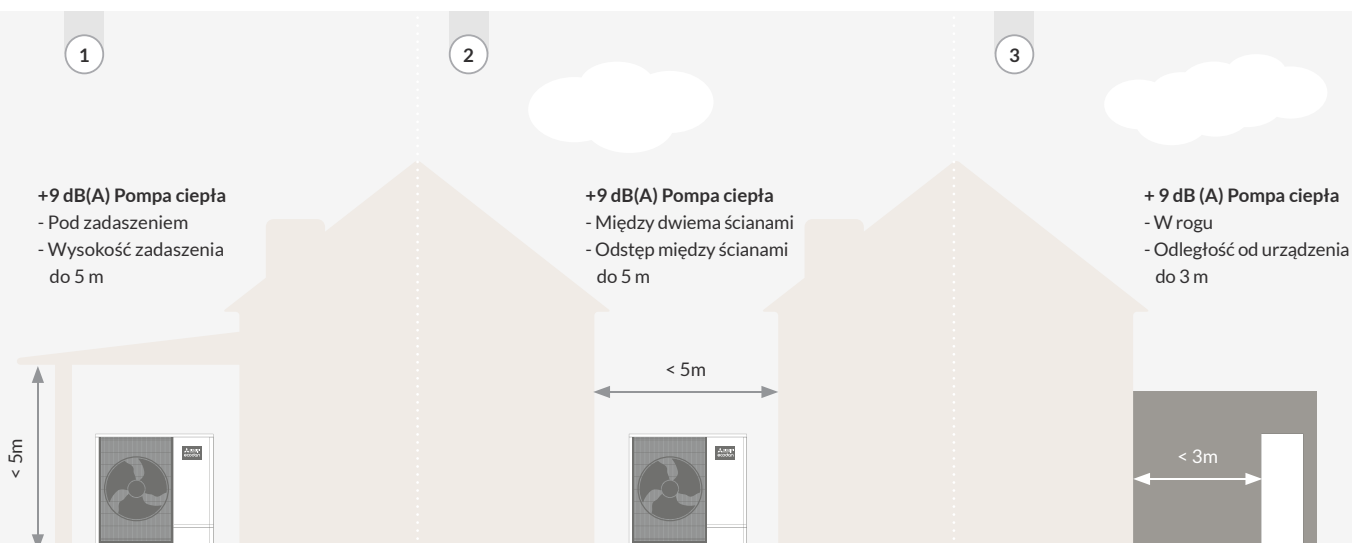 1
2
3
+9 dB(A) Pompa ciepła
- Pod zadaszeniem
- Wysokość zadaszenia
do 5 m
+9 dB(A) Pompa ciepła
- Między dwiema ścianami
- Odstęp między ścianami
do 5 m
+ 9 dB (A) Pompa ciepła
- W rogu
- Odległość od urządzenia
do 3 m
< 5m
< 5m
< 3m
ecodan
ecodan